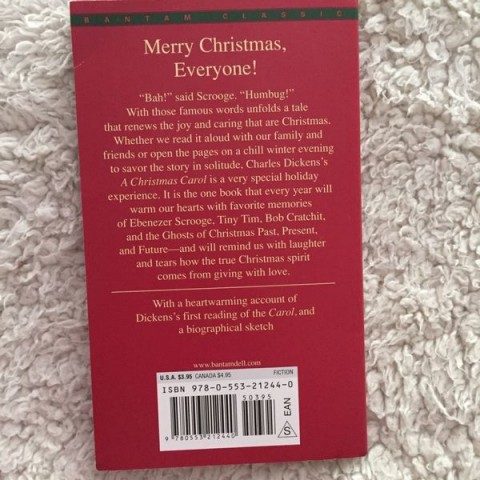 BANTAM CLASSIC
Merry Christmas,
Everyone!
"Bah!" said Scrooge. "Humbug!"
With those famous words unfolds a tale
that renews the joy and caring that are Christmas.
Whether we read it aloud with our family and
friends or open the pages on a chill winter evening
to savor the story in solitude, Charles Dickens's
A Christmas Carol is a very special holiday
experience. It is the one book that every year will
warm our hearts with favorite memories
of Ebenezer Scrooge, Tiny Tim, Bob Cratchit,
and the Ghosts of Christmas Past, Present,
and Future—and will remind us with laughter
and tears how the true Christmas spirit
comes from giving with love.
With a heartwarming account of
Dickens's first reading of the Carol, and
a biographical sketch
www.bantamdell.com
U.S.A. $3.95 CANADA $4.95 FICTION
ISBN 978-0-553-21244-0
50395
9 780553 212440
S EAN